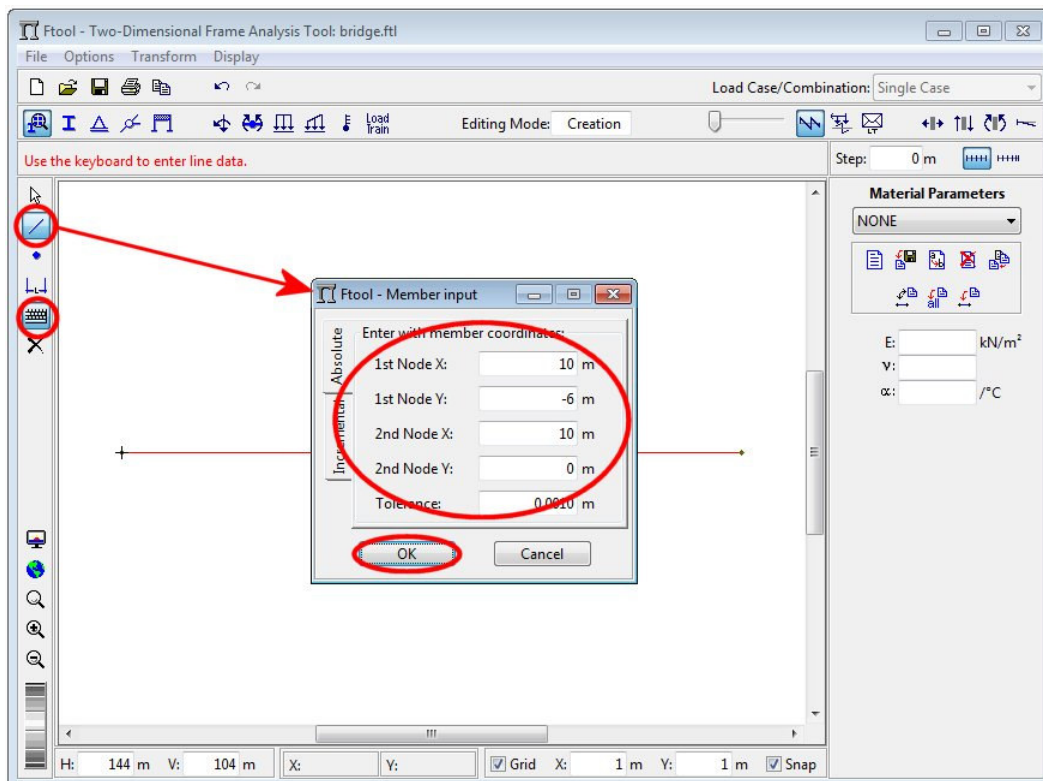 Ftool - Two-Dimensional Frame Analysis Tool: bridge.ftl
File Options Transform Display
Load Case/Combination: Single Case
Load Train
Editing Mode: Creation
LT
Use the keyboard to enter line data.
Step: 0 m
Material Parameters
NONE
all
E: kN/m²
ν:
α: /°C
Ftool - Member input
Absolute
Incremental
Enter with member coordinates:
1st Node X: 10 m
1st Node Y: -6 m
2nd Node X: 10 m
2nd Node Y: 0 m
Tolerance: 0.0010 m
OK Cancel
H: 144 m V: 104 m X: Y: Grid X: 1 m Y: 1 m Snap